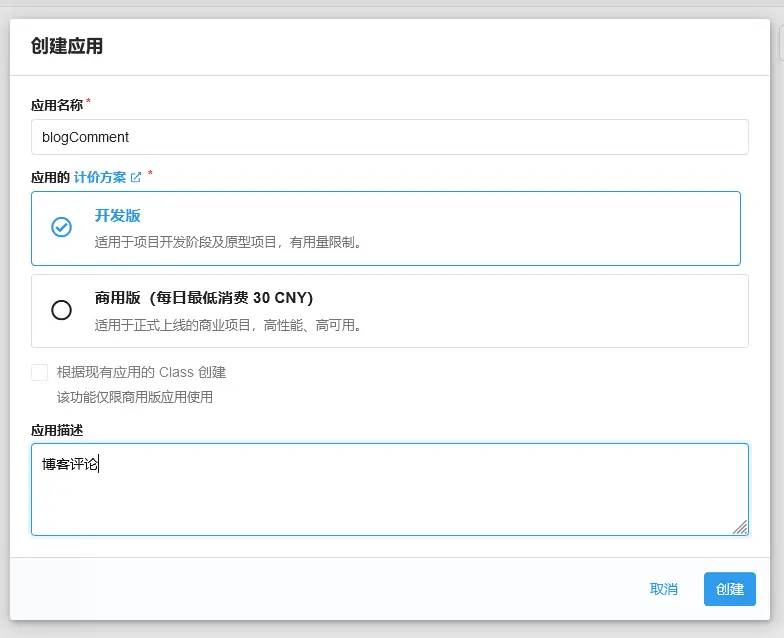 创建应用
应用名称*
blogComment
应用的 计价方案 *
开发版
适用于项目开发阶段及原型项目，有用量限制。
商用版（每日最低消费 30 CNY）
适用于正式上线的商业项目，高性能、高可用。
根据现有应用的 Class 创建
该功能仅限商用版应用使用
应用描述
博客评论
取消 创建